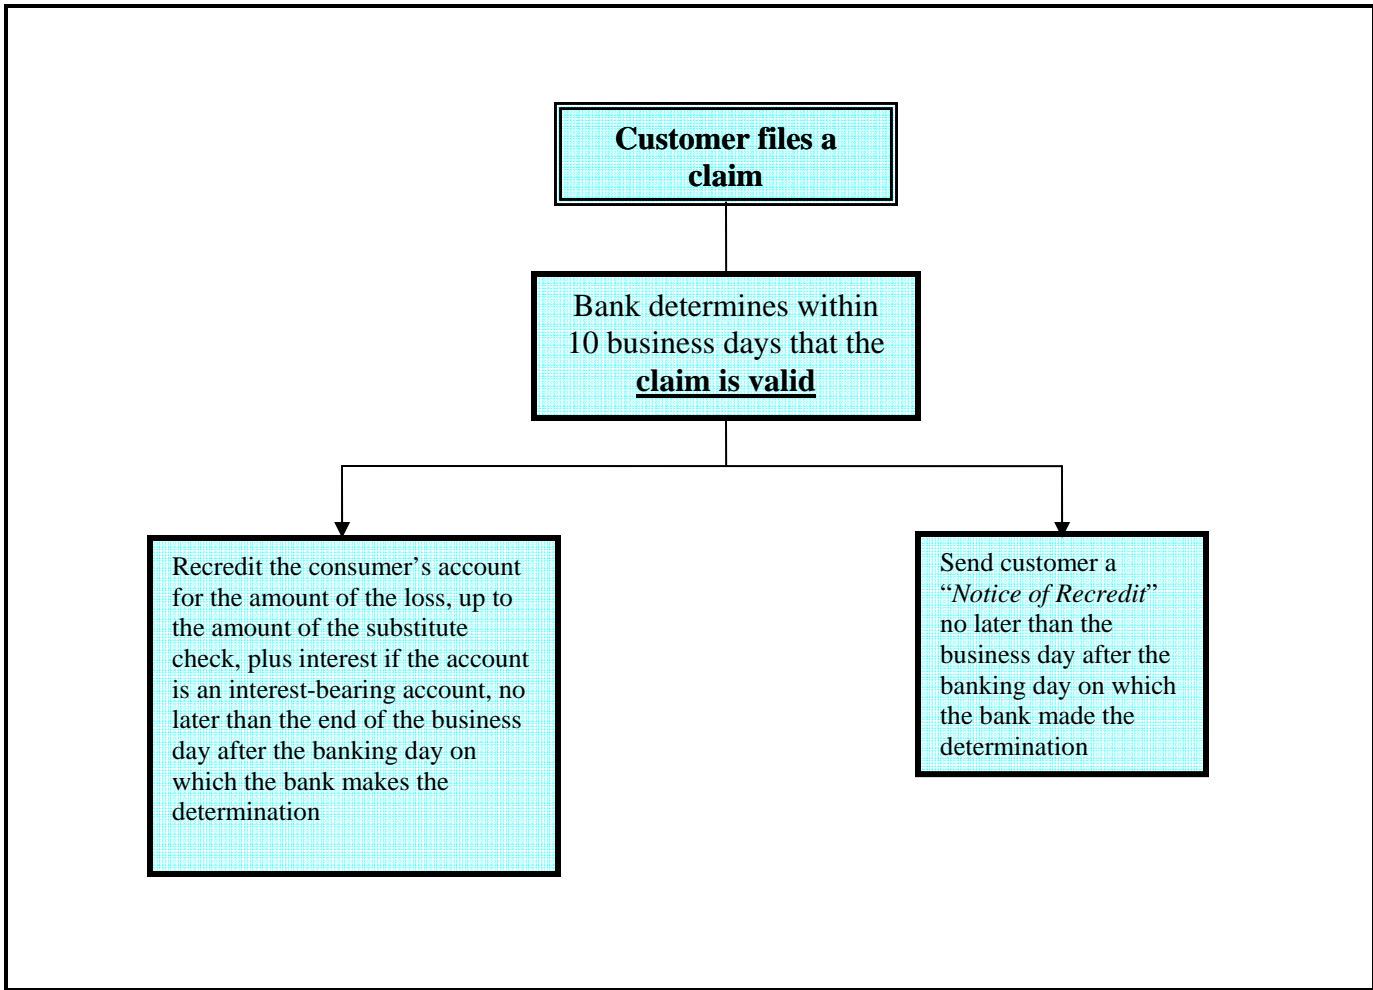 Customer files a
claim
Bank determines within
10 business days that the
claim is valid
Recredit the consumer’s account
for the amount of the loss, up to
the amount of the substitute
check, plus interest if the account
is an interest-bearing account, no
later than the end of the business
day after the banking day on
which the bank makes the
determination
Send customer a
“Notice of Recredit”
no later than the
business day after the
banking day on which
the bank made the
determination